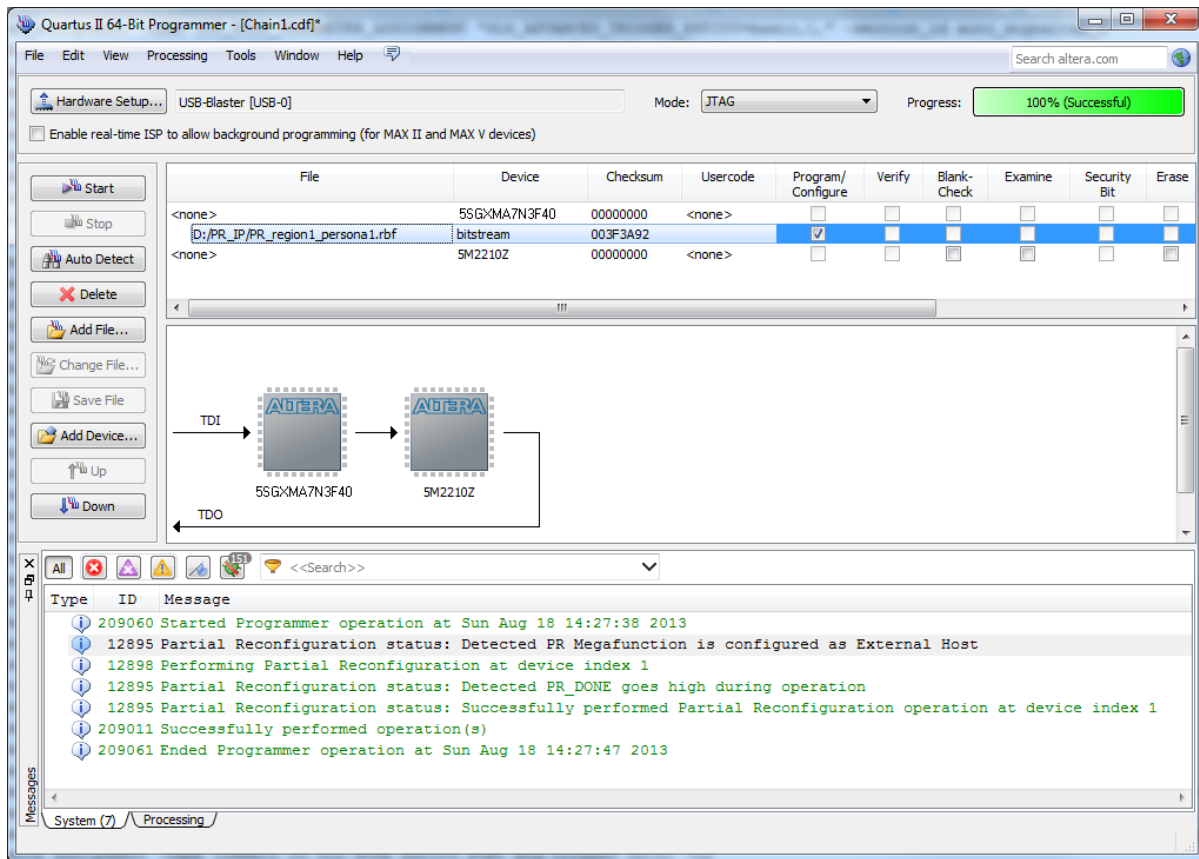 Quartus II 64-Bit Programmer - [Chain1.cdf]*
File Edit View Processing Tools Window Help
Search altera.com
Hardware Setup... USB-Blaster [USB-0] Mode: JTAG Progress: 100% (Successful)
Enable real-time ISP to allow background programming (for MAX II and MAX V devices)
Start
Stop
Auto Detect
Delete
Add File...
Change File...
Save File
Add Device...
Up
Down
File Device Checksum Usercode Program/Configure Verify Blank-Check Examine Security Bit Erase
<none> 5SGXMA7N3F40 00000000 <none>
D:/PR_IP/PR_region1_persona1.rbf bitstream 003F3A92
<none> 5M2210Z 00000000 <none>
TDI
ALTERA ALTERA
5SGXMA7N3F40 5M2210Z
TDO
All 151 <<Search>>
Type ID Message
209060 Started Programmer operation at Sun Aug 18 14:27:38 2013
12895 Partial Reconfiguration status: Detected PR Megafunction is configured as External Host
12898 Performing Partial Reconfiguration at device index 1
12895 Partial Reconfiguration status: Detected PR_DONE goes high during operation
12895 Partial Reconfiguration status: Successfully performed Partial Reconfiguration operation at device index 1
209011 Successfully performed operation(s)
209061 Ended Programmer operation at Sun Aug 18 14:27:47 2013
Messages
System (7) Processing